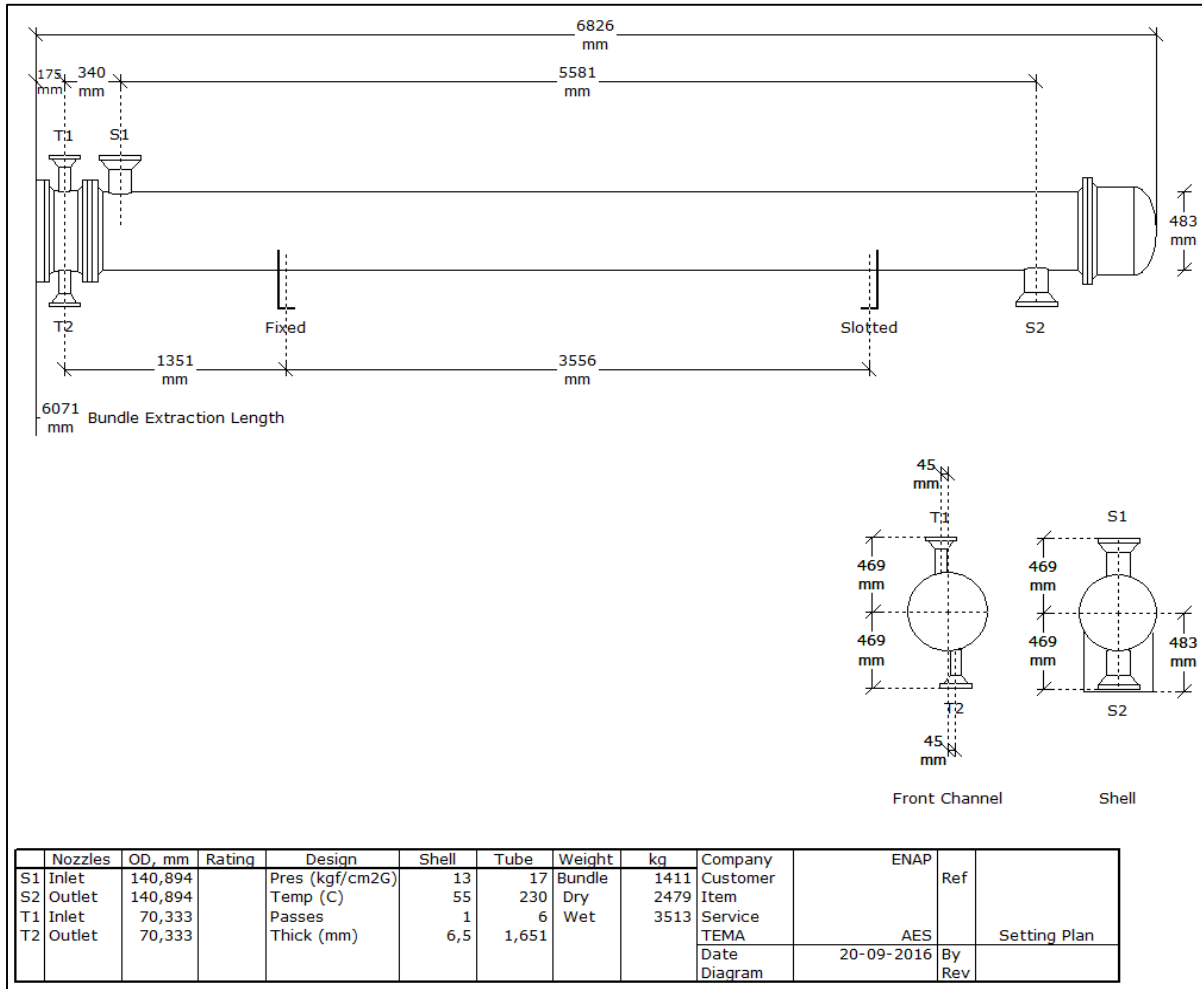 6826
mm
175
mm
340
mm
5581
mm
T1
S1
483
mm
T2
Fixed
Slotted
S2
1351
mm
3556
mm
6071
mm
Bundle Extraction Length
45
mm
T1
S1
469
mm
469
mm
469
mm
469
mm
483
mm
T2
S2
45
mm
Front Channel
Shell
Nozzles OD, mm Rating Design Shell Tube Weight kg Company ENAP
S1 Inlet 140,894 Pres (kgf/cm2G) 13 17 Bundle 1411 Customer Ref
S2 Outlet 140,894 Temp (C) 55 230 Dry 2479 Item
T1 Inlet 70,333 Passes 1 6 Wet 3513 Service
T2 Outlet 70,333 Thick (mm) 6,5 1,651 TEMA AES Setting Plan
Date 20-09-2016 By
Diagram Rev